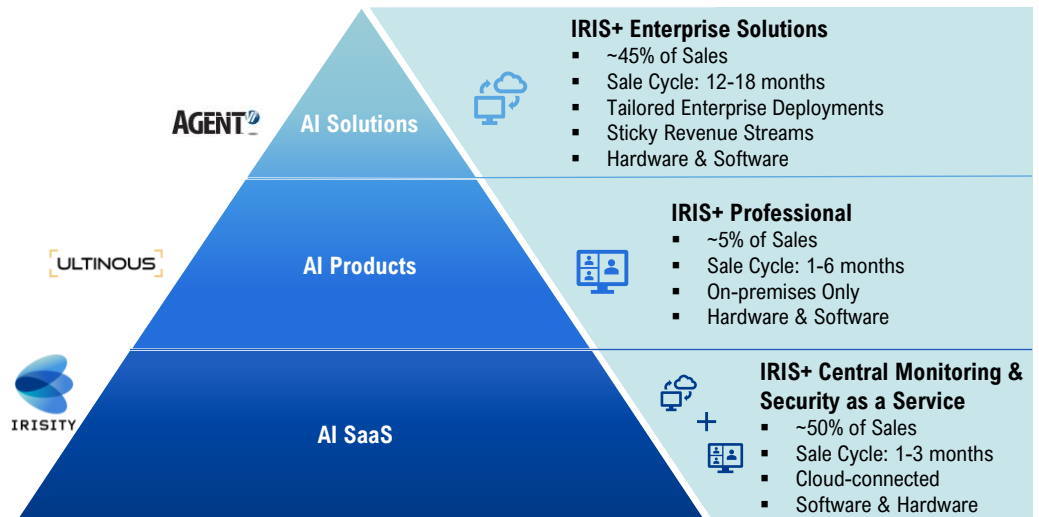 IRIS+ Enterprise Solutions
▪ ~45% of Sales
▪ Sale Cycle: 12-18 months
▪ Tailored Enterprise Deployments
▪ Sticky Revenue Streams
▪ Hardware & Software
AGENT
AI Solutions
IRIS+ Professional
▪ ~5% of Sales
▪ Sale Cycle: 1-6 months
▪ On-premises Only
▪ Hardware & Software
ULTINOUS
AI Products
IRIS+ Central Monitoring &
Security as a Service
▪ ~50% of Sales
▪ Sale Cycle: 1-3 months
▪ Cloud-connected
▪ Software & Hardware
IRISITY
AI SaaS